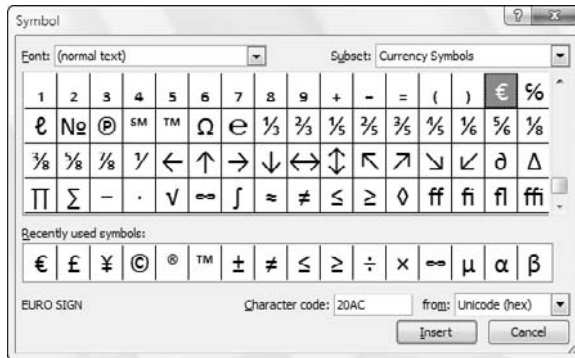 Symbol
Font: (normal text) Subset: Currency Symbols
1 2 3 4 5 6 7 8 9 + − = ( ) € ℅
ℓ № ℗ ℠ ™ Ω ℮ ⅓ ⅔ ⅕ ⅖ ⅗ ⅘ ⅙ ⅚ ⅛
⅜ ⅝ ⅞ ⅟ ← ↑ → ↓ ↔ ↕ ↖ ↗ ↘ ↙ ∂ ∆
∏ ∑ − ∙ √ ∞ ∫ ≈ ≠ ≤ ≥ ◊ ff fi fl ffi
Recently used symbols:
€ £ ¥ © ® ™ ± ≠ ≤ ≥ ÷ × ∞ µ α β
EURO SIGN Character code: 20AC from: Unicode (hex)
Insert Cancel